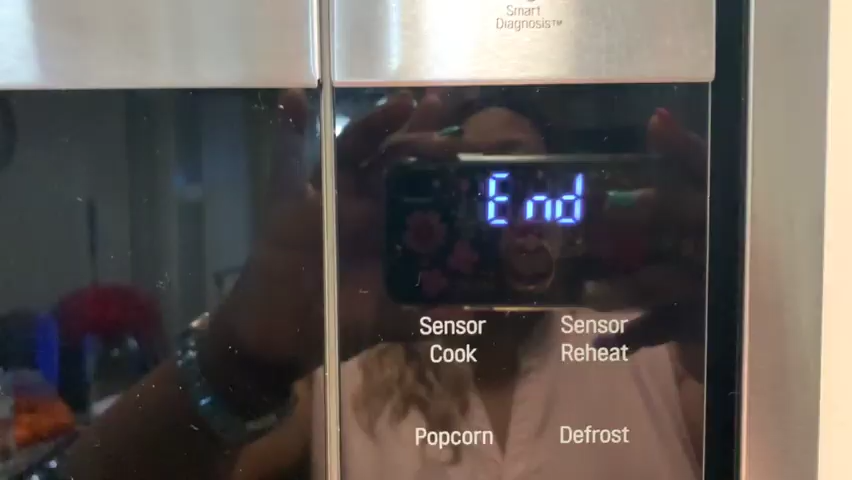 Smart
Diagnosis™
End
Sensor
Cook
Sensor
Reheat
Popcorn
Defrost